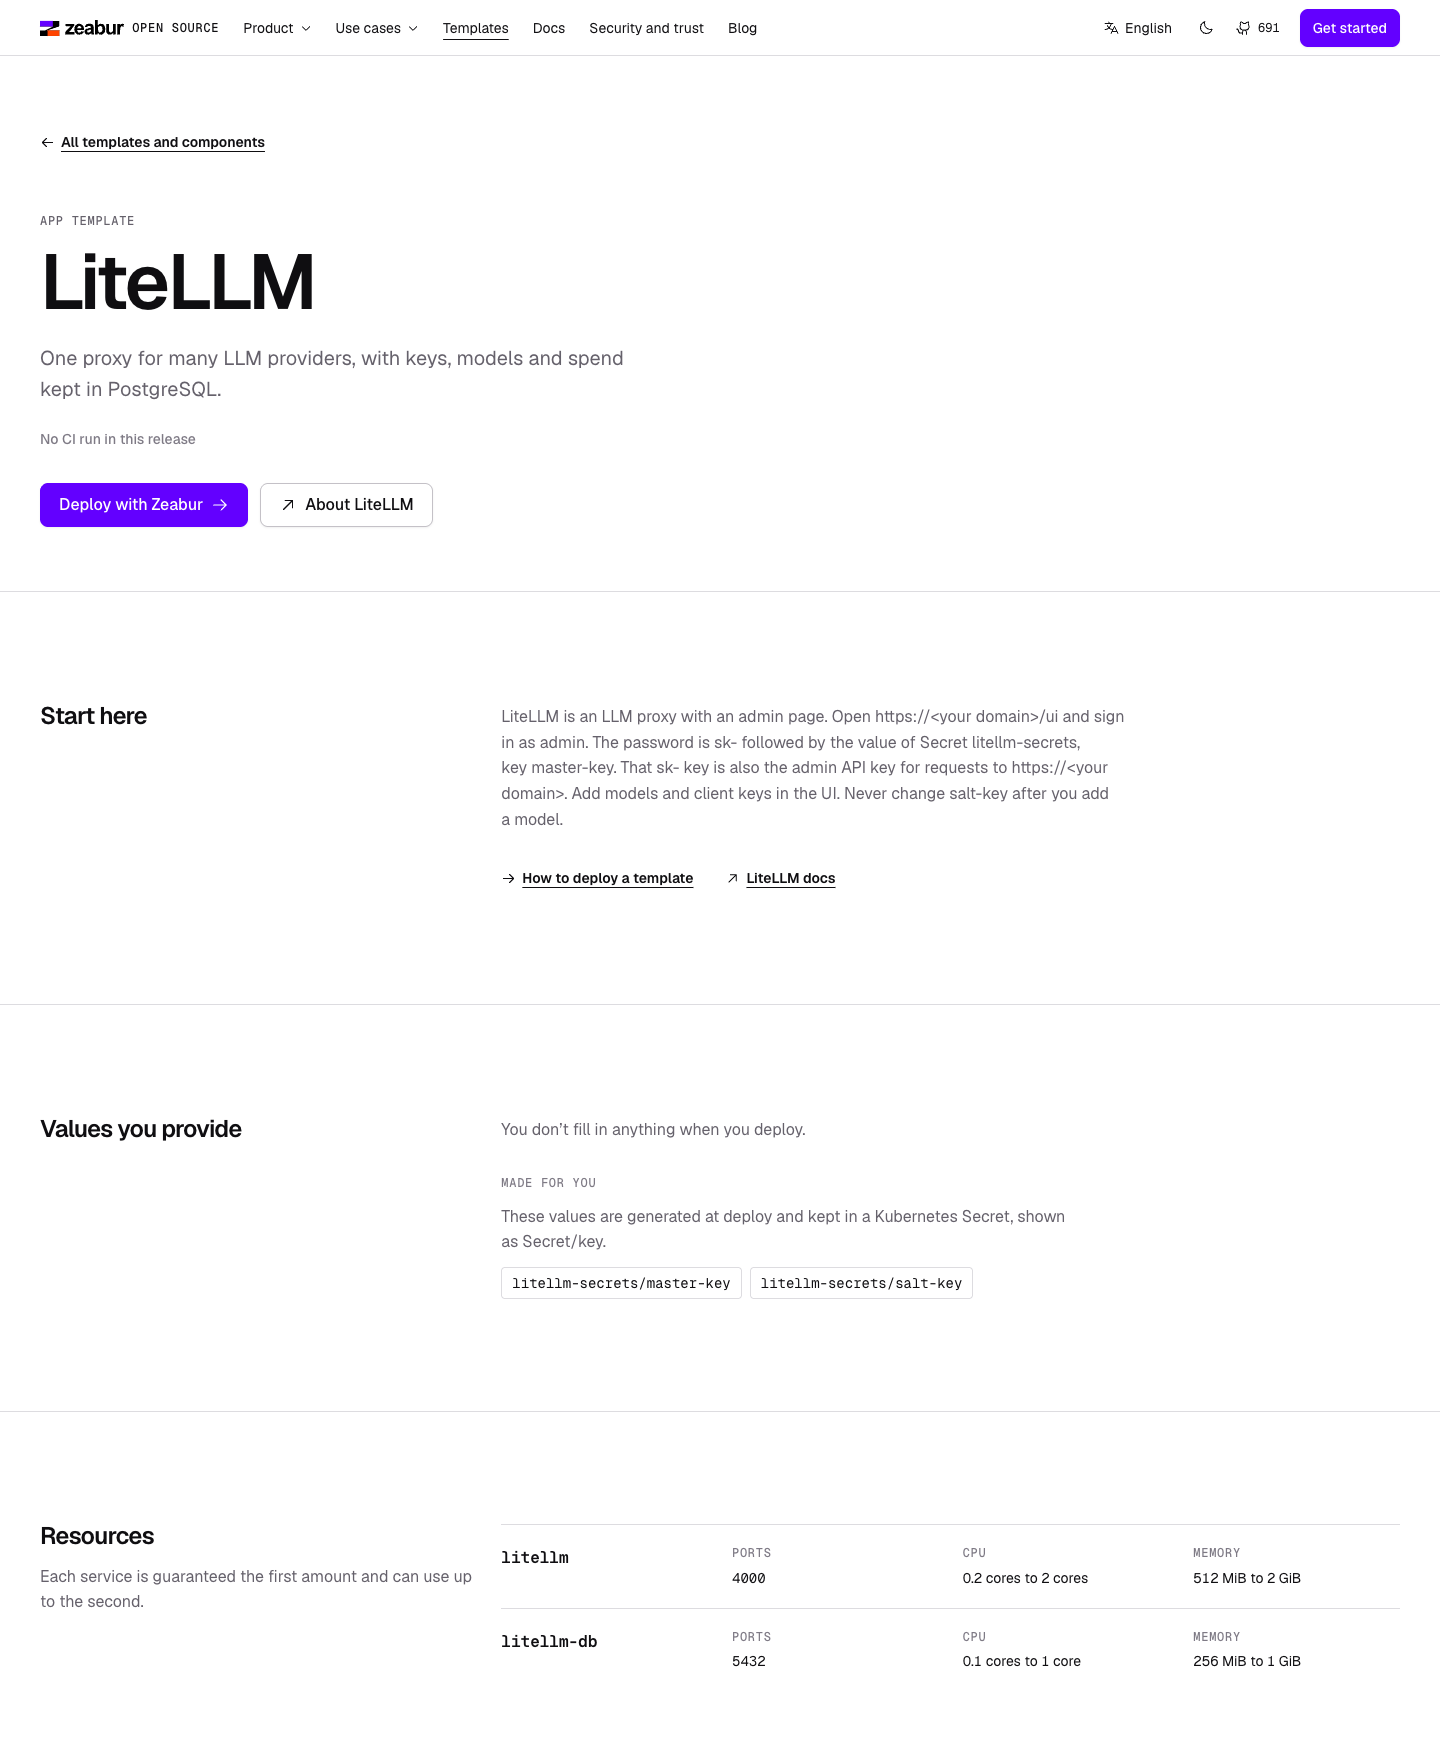 zeabur OPEN SOURCE Product Use cases Templates Docs Security and trust Blog English 691 Get started
All templates and components
APP TEMPLATE
LiteLLM
One proxy for many LLM providers, with keys, models and spend
kept in PostgreSQL.
No CI run in this release
Deploy with Zeabur About LiteLLM
Start here
LiteLLM is an LLM proxy with an admin page. Open https://<your domain>/ui and sign
in as admin. The password is sk- followed by the value of Secret litellm-secrets,
key master-key. That sk- key is also the admin API key for requests to https://<your
domain>. Add models and client keys in the UI. Never change salt-key after you add
a model.
How to deploy a template LiteLLM docs
Values you provide
You don’t fill in anything when you deploy.
MADE FOR YOU
These values are generated at deploy and kept in a Kubernetes Secret, shown
as Secret/key.
litellm-secrets/master-key litellm-secrets/salt-key
Resources
Each service is guaranteed the first amount and can use up
to the second.
litellm
PORTS CPU MEMORY
4000 0.2 cores to 2 cores 512 MiB to 2 GiB
litellm-db
PORTS CPU MEMORY
5432 0.1 cores to 1 core 256 MiB to 1 GiB